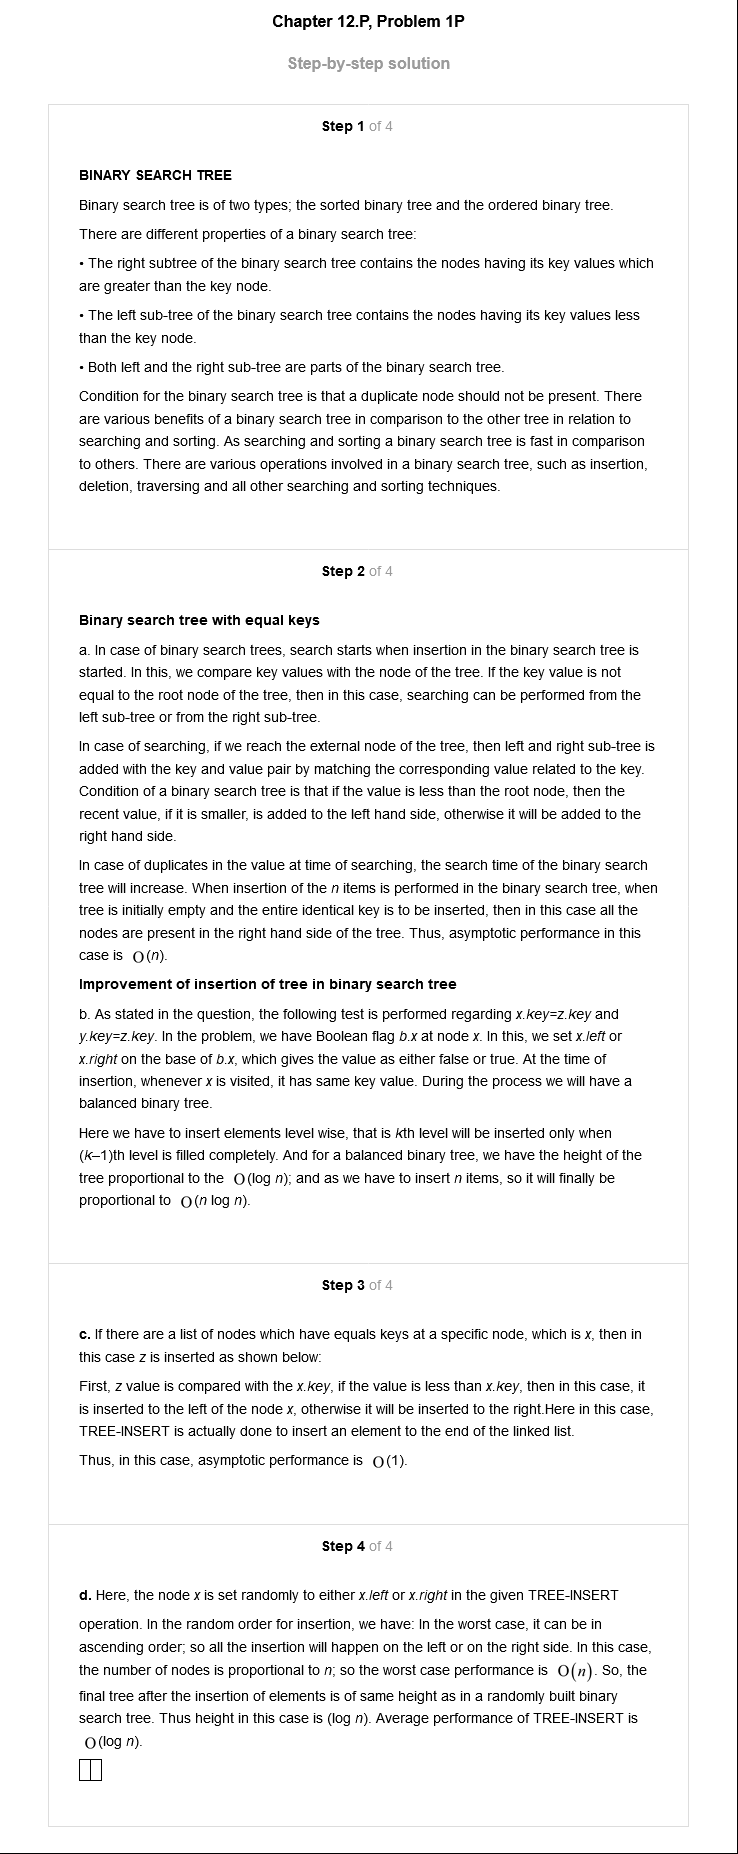 Chapter 12.P, Problem 1P
Step-by-step solution
Step 1 of 4
BINARY SEARCH TREE
Binary search tree is of two types; the sorted binary tree and the ordered binary tree.
There are different properties of a binary search tree:
• The right subtree of the binary search tree contains the nodes having its key values which
are greater than the key node.
• The left sub-tree of the binary search tree contains the nodes having its key values less
than the key node.
• Both left and the right sub-tree are parts of the binary search tree.
Condition for the binary search tree is that a duplicate node should not be present. There
are various benefits of a binary search tree in comparison to the other tree in relation to
searching and sorting. As searching and sorting a binary search tree is fast in comparison
to others. There are various operations involved in a binary search tree, such as insertion,
deletion, traversing and all other searching and sorting techniques.
Step 2 of 4
Binary search tree with equal keys
a. In case of binary search trees, search starts when insertion in the binary search tree is
started. In this, we compare key values with the node of the tree. If the key value is not
equal to the root node of the tree, then in this case, searching can be performed from the
left sub-tree or from the right sub-tree.
In case of searching, if we reach the external node of the tree, then left and right sub-tree is
added with the key and value pair by matching the corresponding value related to the key.
Condition of a binary search tree is that if the value is less than the root node, then the
recent value, if it is smaller, is added to the left hand side, otherwise it will be added to the
right hand side.
In case of duplicates in the value at time of searching, the search time of the binary search
tree will increase. When insertion of the n items is performed in the binary search tree, when
tree is initially empty and the entire identical key is to be inserted, then in this case all the
nodes are present in the right hand side of the tree. Thus, asymptotic performance in this
case is O(n).
Improvement of insertion of tree in binary search tree
b. As stated in the question, the following test is performed regarding x.key=z.key and
y.key=z.key. In the problem, we have Boolean flag b.x at node x. In this, we set x.left or
x.right on the base of b.x, which gives the value as either false or true. At the time of
insertion, whenever x is visited, it has same key value. During the process we will have a
balanced binary tree.
Here we have to insert elements level wise, that is kth level will be inserted only when
(k–1)th level is filled completely. And for a balanced binary tree, we have the height of the
tree proportional to the O(log n); and as we have to insert n items, so it will finally be
proportional to O(n log n).
Step 3 of 4
c. If there are a list of nodes which have equals keys at a specific node, which is x, then in
this case z is inserted as shown below:
First, z value is compared with the x.key, if the value is less than x.key, then in this case, it
is inserted to the left of the node x, otherwise it will be inserted to the right.Here in this case,
TREE-INSERT is actually done to insert an element to the end of the linked list.
Thus, in this case, asymptotic performance is O(1).
Step 4 of 4
d. Here, the node x is set randomly to either x.left or x.right in the given TREE-INSERT
operation. In the random order for insertion, we have: In the worst case, it can be in
ascending order; so all the insertion will happen on the left or on the right side. In this case,
the number of nodes is proportional to n; so the worst case performance is O(n). So, the
final tree after the insertion of elements is of same height as in a randomly built binary
search tree. Thus height in this case is (log n). Average performance of TREE-INSERT is
O(log n).